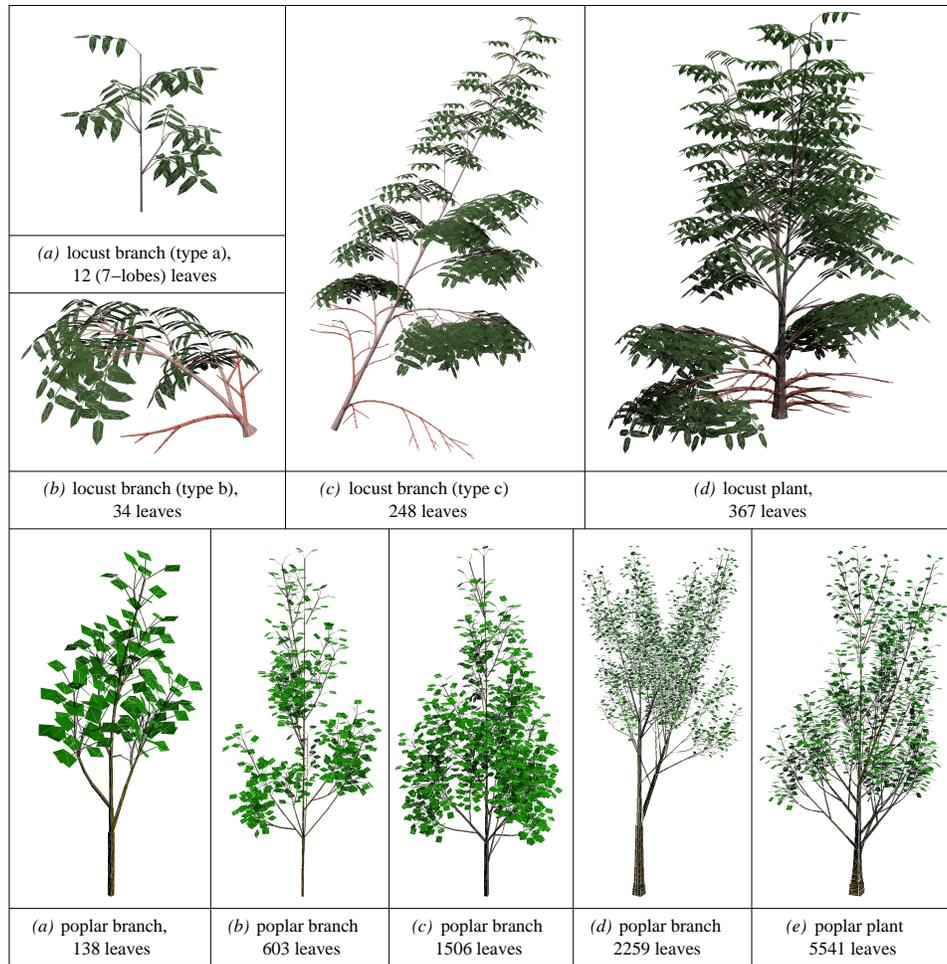 (a) locust branch (type a),
12 (7−lobes) leaves
(b) locust branch (type b),
34 leaves
(c) locust branch (type c)
248 leaves
(d) locust plant,
367 leaves
(a) poplar branch,
138 leaves
(b) poplar branch
603 leaves
(c) poplar branch
1506 leaves
(d) poplar branch
2259 leaves
(e) poplar plant
5541 leaves